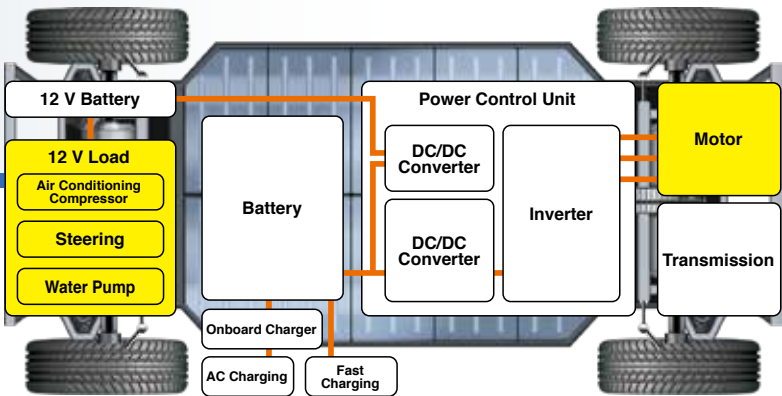 12 V Battery
12 V Load
Air Conditioning
Compressor
Steering
Water Pump
Battery
Onboard Charger
AC Charging
Fast
Charging
Power Control Unit
DC/DC
Converter
DC/DC
Converter
Inverter
Motor
Transmission